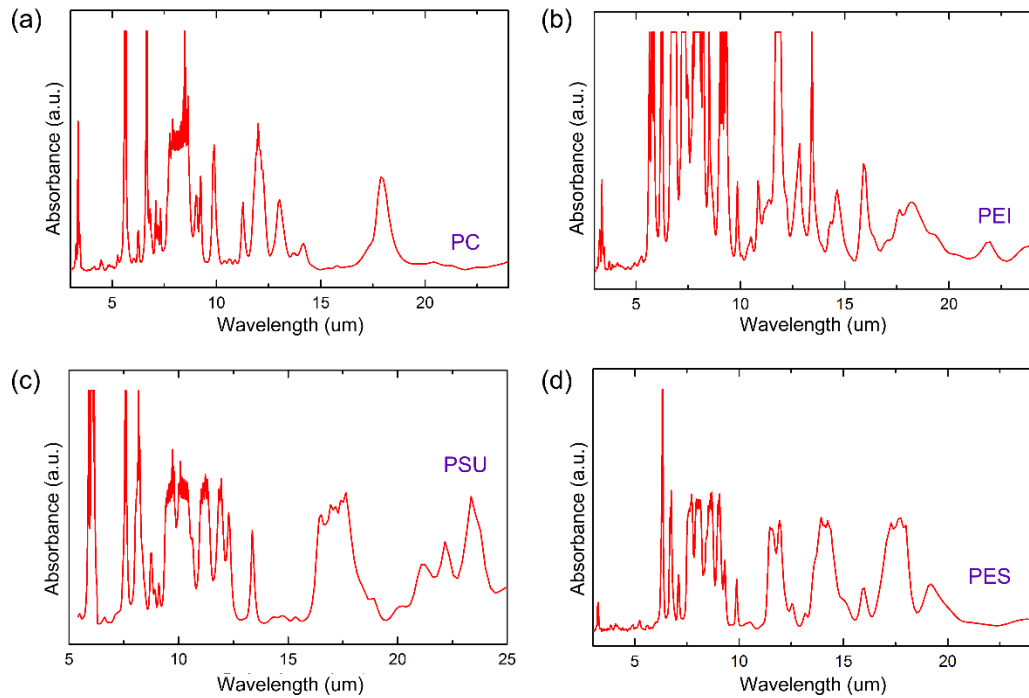 (a)
Absorbance (a.u.)
PC
5 10 15 20
Wavelength (um)
(b)
Absorbance (a.u.)
PEI
5 10 15 20
Wavelength (um)
(c)
Absorbance (a.u.)
PSU
5 10 15 20 25
Wavelength (um)
(d)
Absorbance (a.u.)
PES
5 10 15 20
Wavelength (um)